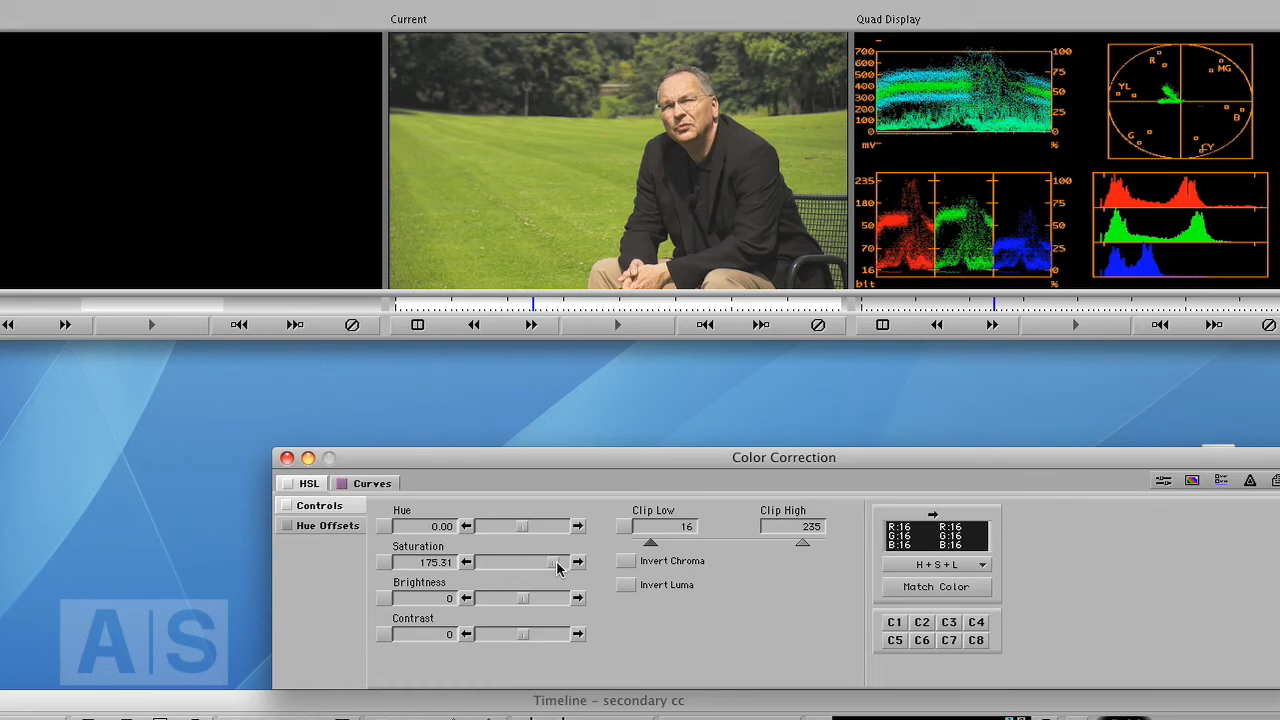 Current
Quad Display
700
600
500
400
300
200
100
0
mV
100
75
50
25
0
%
R
MG
YL
B
G
CY
235
180
70
16
bit
100
75
50
25
0
%
Color Correction
HSL
Curves
Controls
Hue Offsets
Hue
0.00
Saturation
175.31
Brightness
0
Contrast
0
Clip Low
16
Clip High
235
Invert Chroma
Invert Luma
R:16 R:16
G:16 G:16
B:16 B:16
H + S + L
Match Color
C1 C2 C3 C4
C5 C6 C7 C8
A|S
Timeline – secondary cc